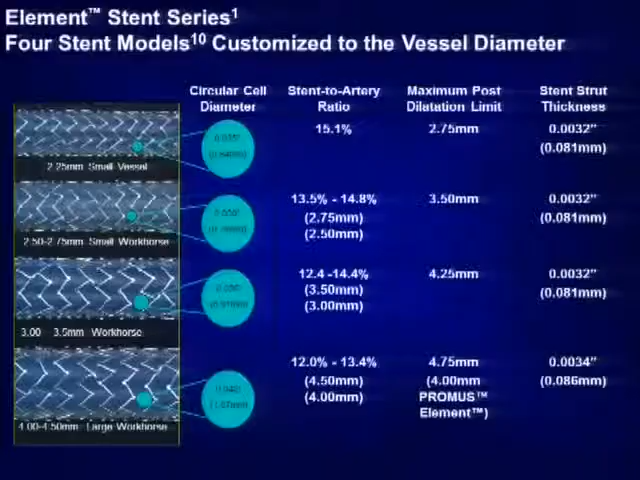 Element™ Stent Series¹
Four Stent Models¹⁰ Customized to the Vessel Diameter
Circular Cell Diameter
Stent-to-Artery Ratio
Maximum Post Dilatation Limit
Stent Strut Thickness
2.25mm Small Vessel
15.1%
2.75mm
0.0032"
(0.081mm)
2.50-2.75mm Small Workhorse
13.5% - 14.8%
(2.75mm)
(2.50mm)
3.50mm
0.0032"
(0.081mm)
3.00 - 3.5mm Workhorse
12.4 -14.4%
(3.50mm)
(3.00mm)
4.25mm
0.0032"
(0.081mm)
4.00-4.50mm Large Workhorse
12.0% - 13.4%
(4.50mm)
(4.00mm)
4.75mm
(4.00mm
PROMUS™
Element™)
0.0034"
(0.086mm)